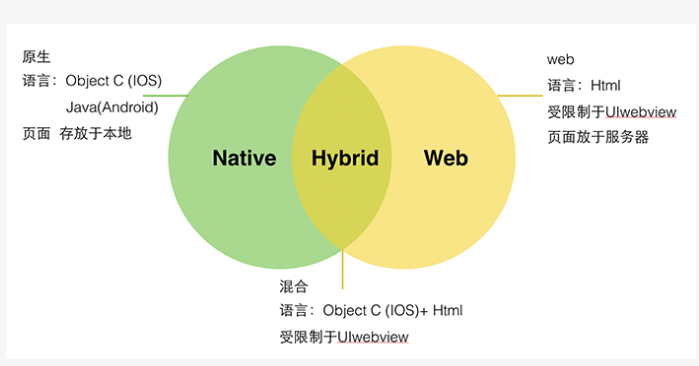 原生
语言：Object C (IOS)
Java(Android)
页面 存放于本地
web
语言：Html
受限制于UIwebview
页面放于服务器
Native
Hybrid
Web
混合
语言：Object C (IOS)+ Html
受限制于UIwebview